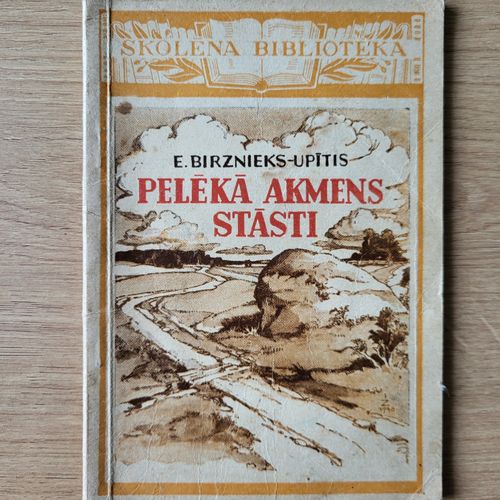 SKOLĒNA BIBLIOTĒKA
E. BIRZNIEKS-UPĪTIS
PELĒKĀ AKMENS
STĀSTI